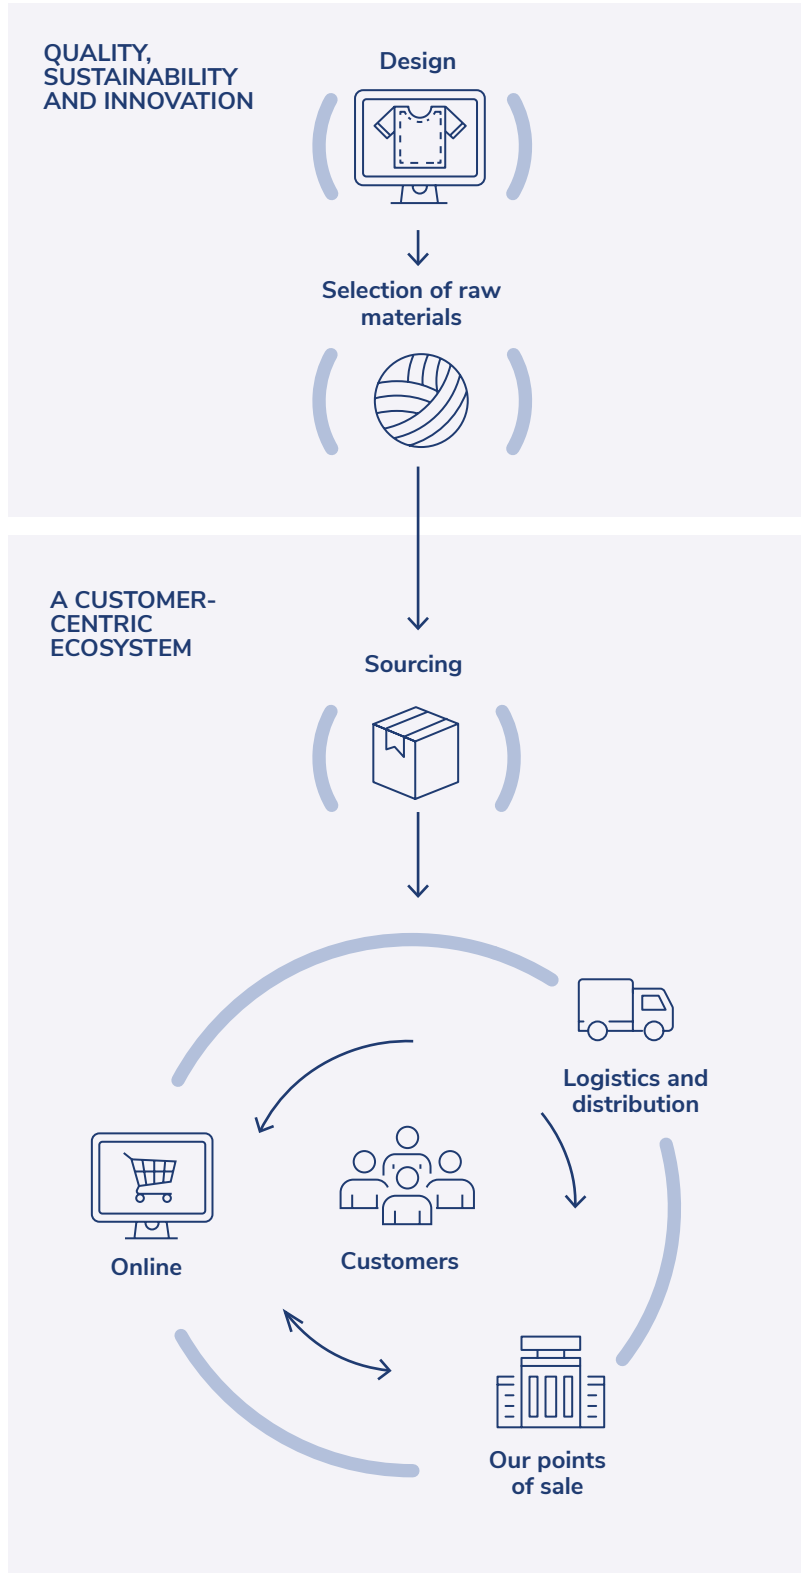 QUALITY,
SUSTAINABILITY
AND INNOVATION
Design
Selection of raw
materials
A CUSTOMER-
CENTRIC
ECOSYSTEM
Sourcing
Logistics and
distribution
Online
Customers
Our points
of sale